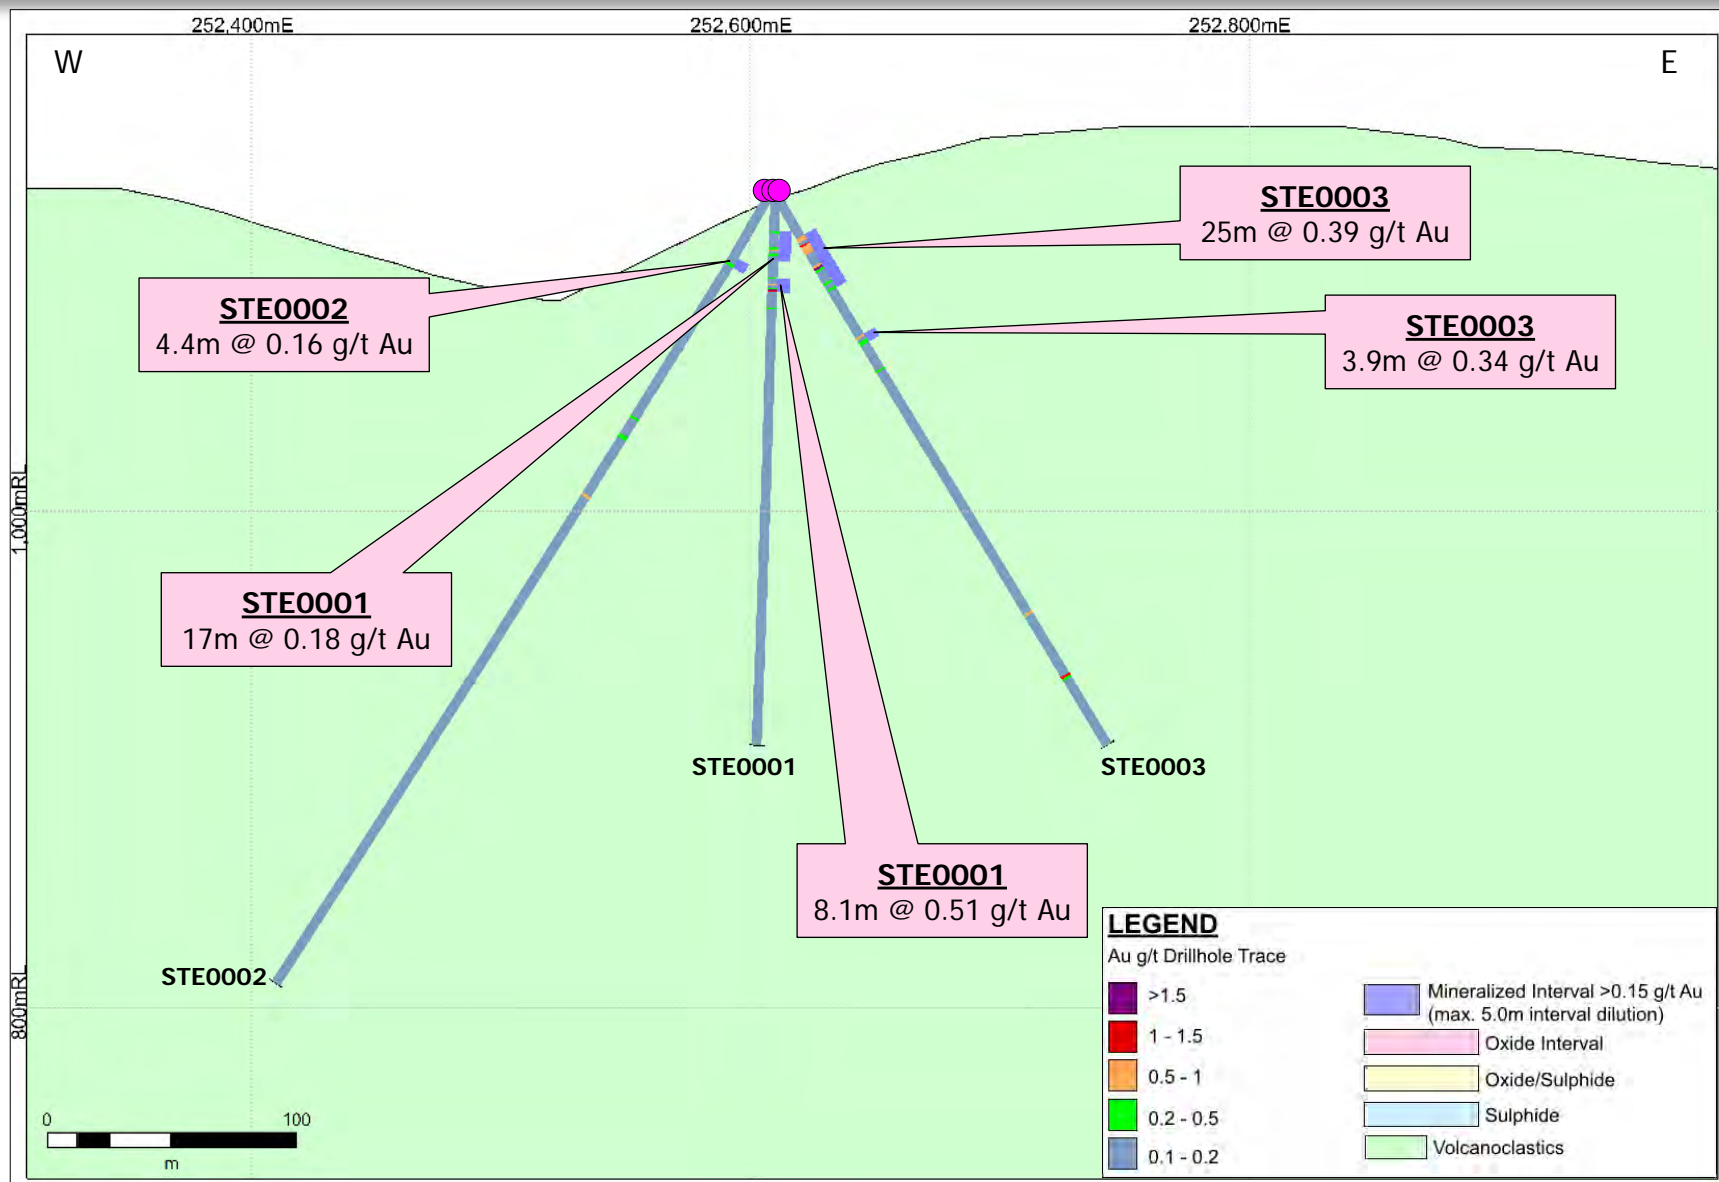 252,400mE
252,600mE
252.800mE
W
E
STE0003
25m @ 0.39 g/t Au
STE0002
4.4m @ 0.16 g/t Au
STE0003
3.9m @ 0.34 g/t Au
1,000mRL
STE0001
17m @ 0.18 g/t Au
STE0001
STE0003
STE0001
8.1m @ 0.51 g/t Au
STE0002
800mRL
LEGEND
Au g/t Drillhole Trace
>1.5
1 - 1.5
0.5 - 1
0.2 - 0.5
0.1 - 0.2
Mineralized Interval >0.15 g/t Au
(max. 5.0m interval dilution)
Oxide Interval
Oxide/Sulphide
Sulphide
Volcanoclastics
0
100
m